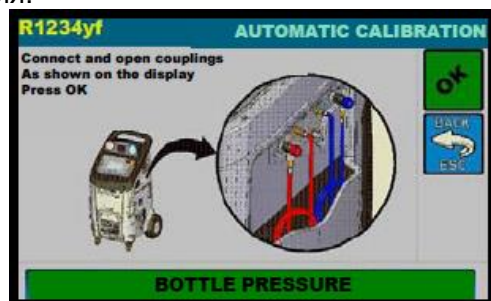 R1234yf
AUTOMATIC CALIBRATION
Connect and open couplings
As shown on the display
Press OK
OK
BACK
ESC
BOTTLE PRESSURE